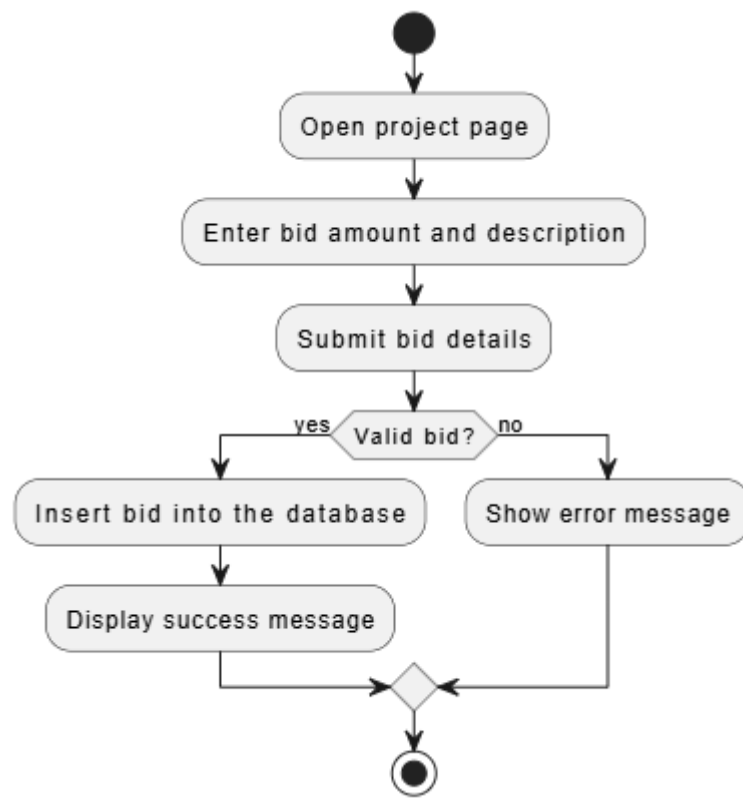 Open project page
Enter bid amount and description
Submit bid details
yes
Valid bid?
no
Insert bid into the database
Show error message
Display success message